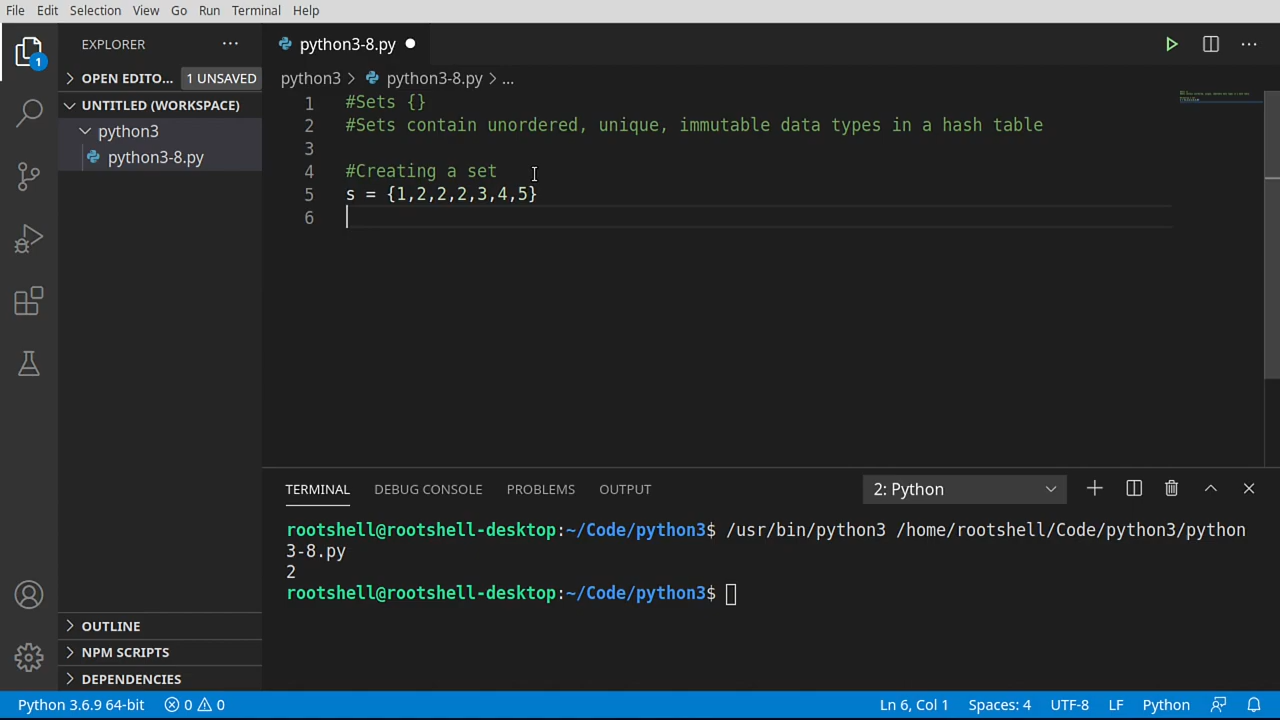 File Edit Selection View Go Run Terminal Help
1
EXPLORER ...
OPEN EDITO... 1 UNSAVED
UNTITLED (WORKSPACE)
python3
python3-8.py
OUTLINE
NPM SCRIPTS
DEPENDENCIES
python3-8.py
python3 > python3-8.py > ...
1 #Sets {}
2 #Sets contain unordered, unique, immutable data types in a hash table
3
4 #Creating a set
5 s = {1,2,2,2,3,4,5}
6
TERMINAL DEBUG CONSOLE PROBLEMS OUTPUT 2: Python
rootshell@rootshell-desktop:~/Code/python3$ /usr/bin/python3 /home/rootshell/Code/python3/python
3-8.py
2
rootshell@rootshell-desktop:~/Code/python3$
Python 3.6.9 64-bit 0 0 Ln 6, Col 1 Spaces: 4 UTF-8 LF Python